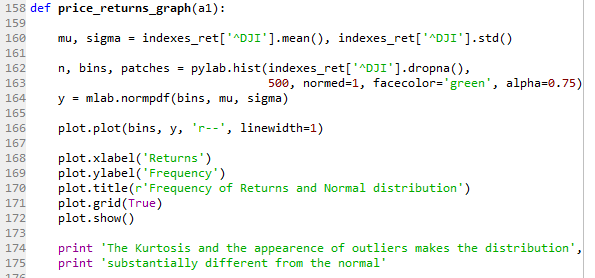 158 def price_returns_graph(a1):
159
160     mu, sigma = indexes_ret['^DJI'].mean(), indexes_ret['^DJI'].std()
161
162     n, bins, patches = pylab.hist(indexes_ret['^DJI'].dropna(),
163                                 500, normed=1, facecolor='green', alpha=0.75)
164     y = mlab.normpdf(bins, mu, sigma)
165
166     plot.plot(bins, y, 'r--', linewidth=1)
167
168     plot.xlabel('Returns')
169     plot.ylabel('Frequency')
170     plot.title(r'Frequency of Returns and Normal distribution')
171     plot.grid(True)
172     plot.show()
173
174     print 'The Kurtosis and the appearence of outliers makes the distribution',
175     print 'substantially different from the normal'